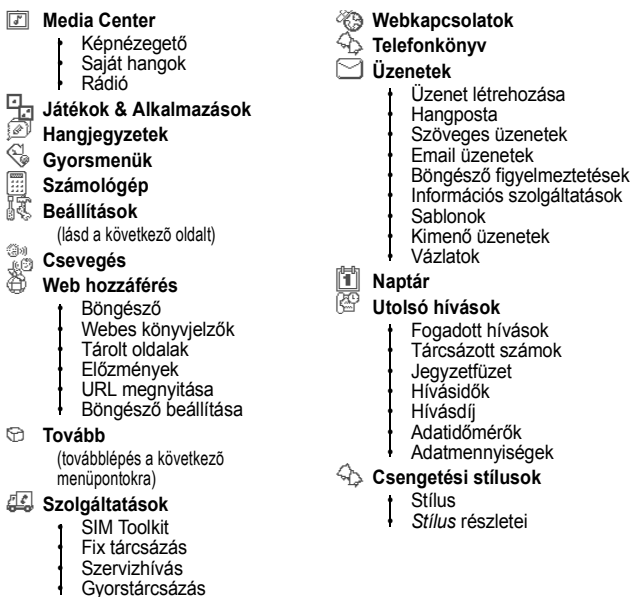 Media Center
Képnézegető
Saját hangok
Rádió
Játékok & Alkalmazások
Hangjegyzetek
Gyorsmenük
Számológép
Beállítások
(lásd a következő oldalt)
Csevegés
Web hozzáférés
Böngésző
Webes könyvjelzők
Tárolt oldalak
Előzmények
URL megnyitása
Böngésző beállítása
Tovább
(továbblépés a következő
menüpontokra)
Szolgáltatások
SIM Toolkit
Fix tárcsázás
Szervizhívás
Gyorstárcsázás
Webkapcsolatok
Telefonkönyv
Üzenetek
Üzenet létrehozása
Hangposta
Szöveges üzenetek
Email üzenetek
Böngésző figyelmeztetések
Információs szolgáltatások
Sablonok
Kimenő üzenetek
Vázlatok
Naptár
Utolsó hívások
Fogadott hívások
Tárcsázott számok
Jegyzetfüzet
Hívásidők
Hívásdíj
Adatidőmérők
Adatmennyiségek
Csengetési stílusok
Stílus
Stílus részletei